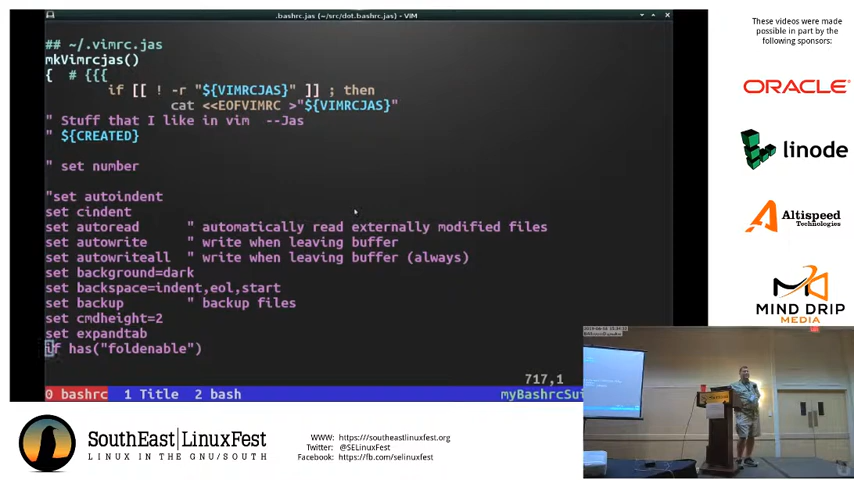 .bashrc.jas (~/src/dot.bashrc.jas) - VIM
## ~/.vimrc.jas
mkVimrcjas()
{  # {{{
if [[ ! -r "${VIMRCJAS}" ]] ; then
cat <<EOFVIMRC >"${VIMRCJAS}"
" Stuff that I like in vim  --Jas
" ${CREATED}
" set number
"set autoindent
set cindent
set autoread      " automatically read externally modified files
set autowrite     " write when leaving buffer
set autowriteall  " write when leaving buffer (always)
set background=dark
set backspace=indent,eol,start
set backup        " backup files
set cmdheight=2
set expandtab
if has("foldenable")
717,1
0 bashrc  1 Title  2 bash
myBashrcSui
These videos were made
possible in part by the
following sponsors:
ORACLE
linode
Altispeed
Technologies
MIND DRIP
MEDIA
SouthEast|LinuxFest
LINUX IN THE GNU/SOUTH
WWW: https://southeastlinuxfest.org
Twitter: @SELinuxFest
Facebook: https://fb.com/selinuxfest